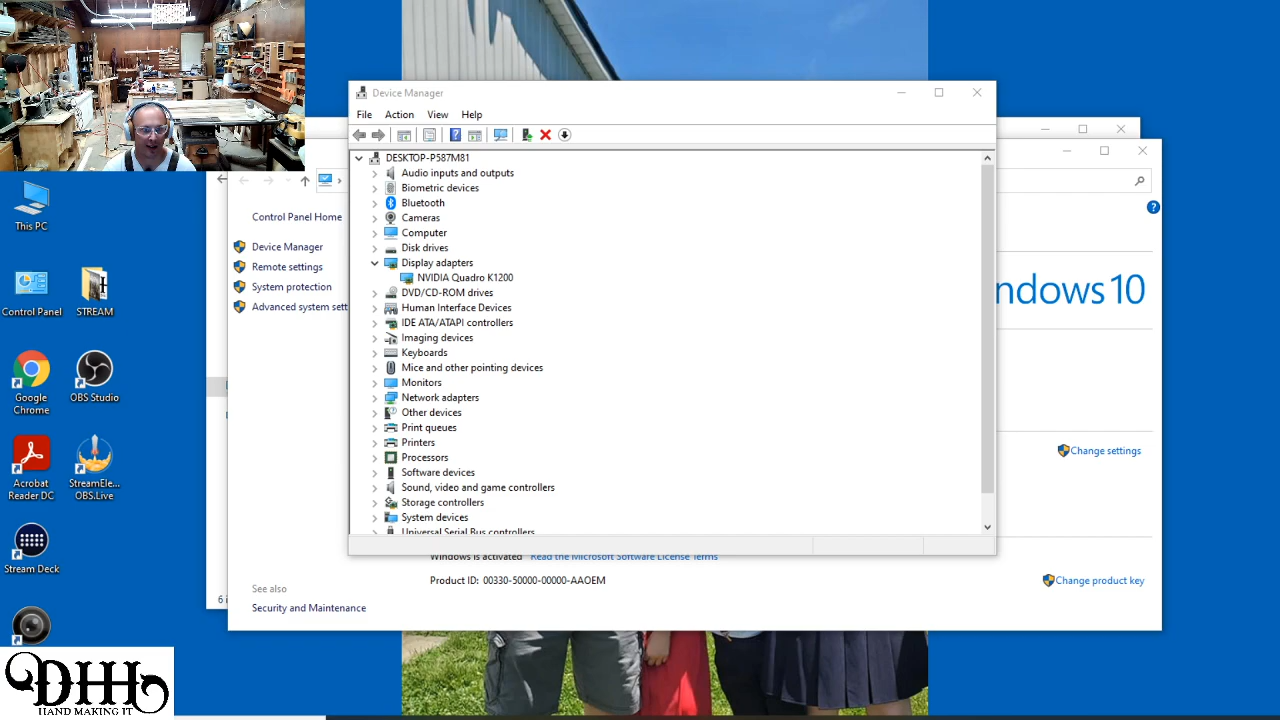 Device Manager
File Action View Help
DESKTOP-P587M81
Audio inputs and outputs
Biometric devices
Bluetooth
Cameras
Computer
Disk drives
Display adapters
NVIDIA Quadro K1200
DVD/CD-ROM drives
Human Interface Devices
IDE ATA/ATAPI controllers
Imaging devices
Keyboards
Mice and other pointing devices
Monitors
Network adapters
Other devices
Print queues
Printers
Processors
Software devices
Sound, video and game controllers
Storage controllers
System devices
Universal Serial Bus controllers
Control Panel Home
Device Manager
Remote settings
System protection
Advanced system sett
ndows 10
Change settings
Windows is activated Read the Microsoft Software License Terms
Product ID: 00330-50000-00000-AAOEM
Change product key
See also
Security and Maintenance
6 i
This PC
Control Panel
STREAM
Google
Chrome
OBS Studio
Acrobat
Reader DC
StreamEle...
OBS.Live
Stream Deck
DHH
HAND MAKING IT